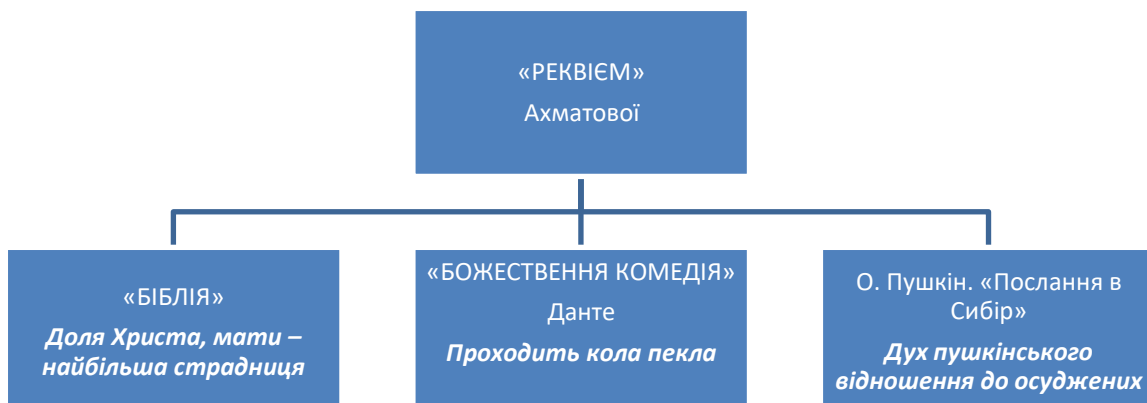 «РЕКВІЄМ»
Ахматової
«БІБЛІЯ»
Доля Христа, мати –
найбільша страдниця
«БОЖЕСТВЕННЯ КОМЕДІЯ»
Данте
Проходить кола пекла
О. Пушкін. «Послання в
Сибір»
Дух пушкінського
відношення до осуджених